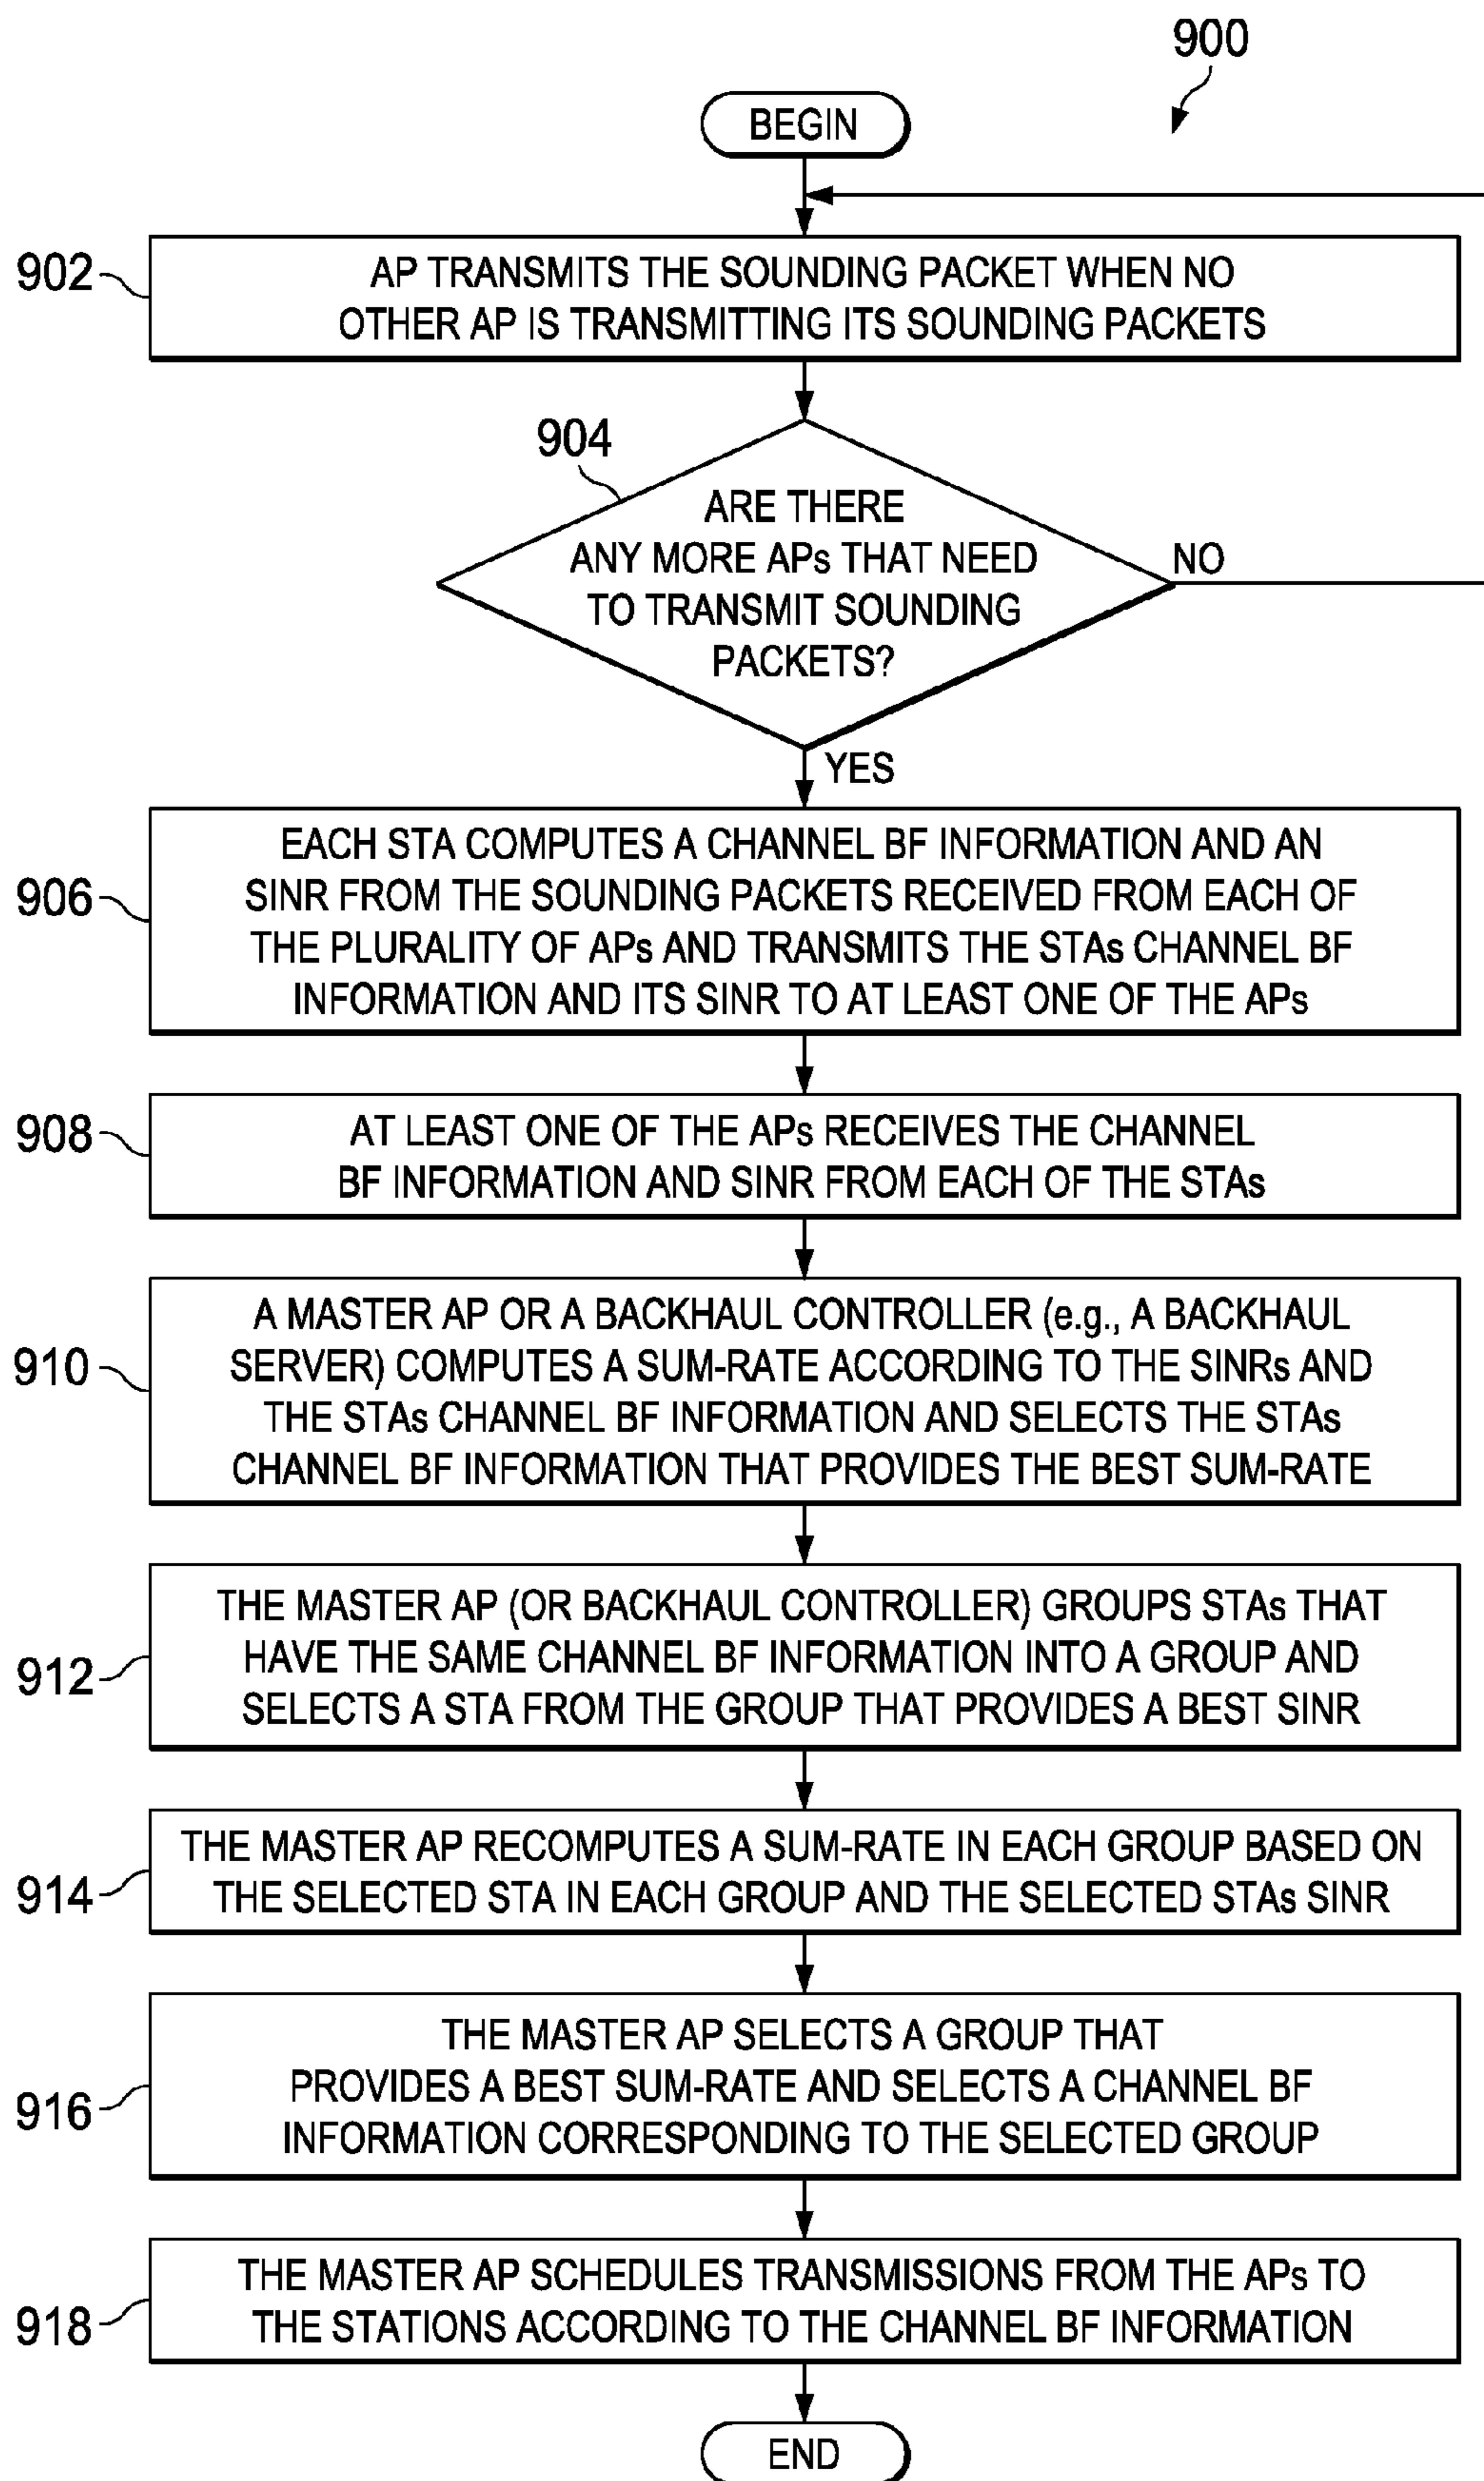 900
BEGIN
902
AP TRANSMITS THE SOUNDING PACKET WHEN NO
OTHER AP IS TRANSMITTING ITS SOUNDING PACKETS
904
ARE THERE
ANY MORE APs THAT NEED
TO TRANSMIT SOUNDING
PACKETS?
NO
YES
906
EACH STA COMPUTES A CHANNEL BF INFORMATION AND AN
SINR FROM THE SOUNDING PACKETS RECEIVED FROM EACH OF
THE PLURALITY OF APs AND TRANSMITS THE STAs CHANNEL BF
INFORMATION AND ITS SINR TO AT LEAST ONE OF THE APs
908
AT LEAST ONE OF THE APs RECEIVES THE CHANNEL
BF INFORMATION AND SINR FROM EACH OF THE STAs
910
A MASTER AP OR A BACKHAUL CONTROLLER (e.g., A BACKHAUL
SERVER) COMPUTES A SUM-RATE ACCORDING TO THE SINRs AND
THE STAs CHANNEL BF INFORMATION AND SELECTS THE STAs
CHANNEL BF INFORMATION THAT PROVIDES THE BEST SUM-RATE
912
THE MASTER AP (OR BACKHAUL CONTROLLER) GROUPS STAs THAT
HAVE THE SAME CHANNEL BF INFORMATION INTO A GROUP AND
SELECTS A STA FROM THE GROUP THAT PROVIDES A BEST SINR
914
THE MASTER AP RECOMPUTES A SUM-RATE IN EACH GROUP BASED ON
THE SELECTED STA IN EACH GROUP AND THE SELECTED STAs SINR
916
THE MASTER AP SELECTS A GROUP THAT
PROVIDES A BEST SUM-RATE AND SELECTS A CHANNEL BF
INFORMATION CORRESPONDING TO THE SELECTED GROUP
918
THE MASTER AP SCHEDULES TRANSMISSIONS FROM THE APs TO
THE STATIONS ACCORDING TO THE CHANNEL BF INFORMATION
END